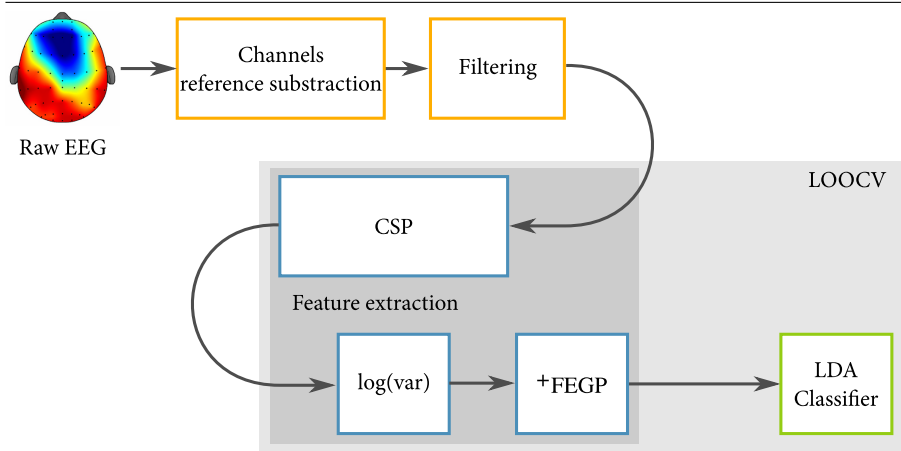 Channels
reference substraction
Filtering
Raw EEG
LOOCV
CSP
Feature extraction
log(var)
+FEGP
LDA
Classifier